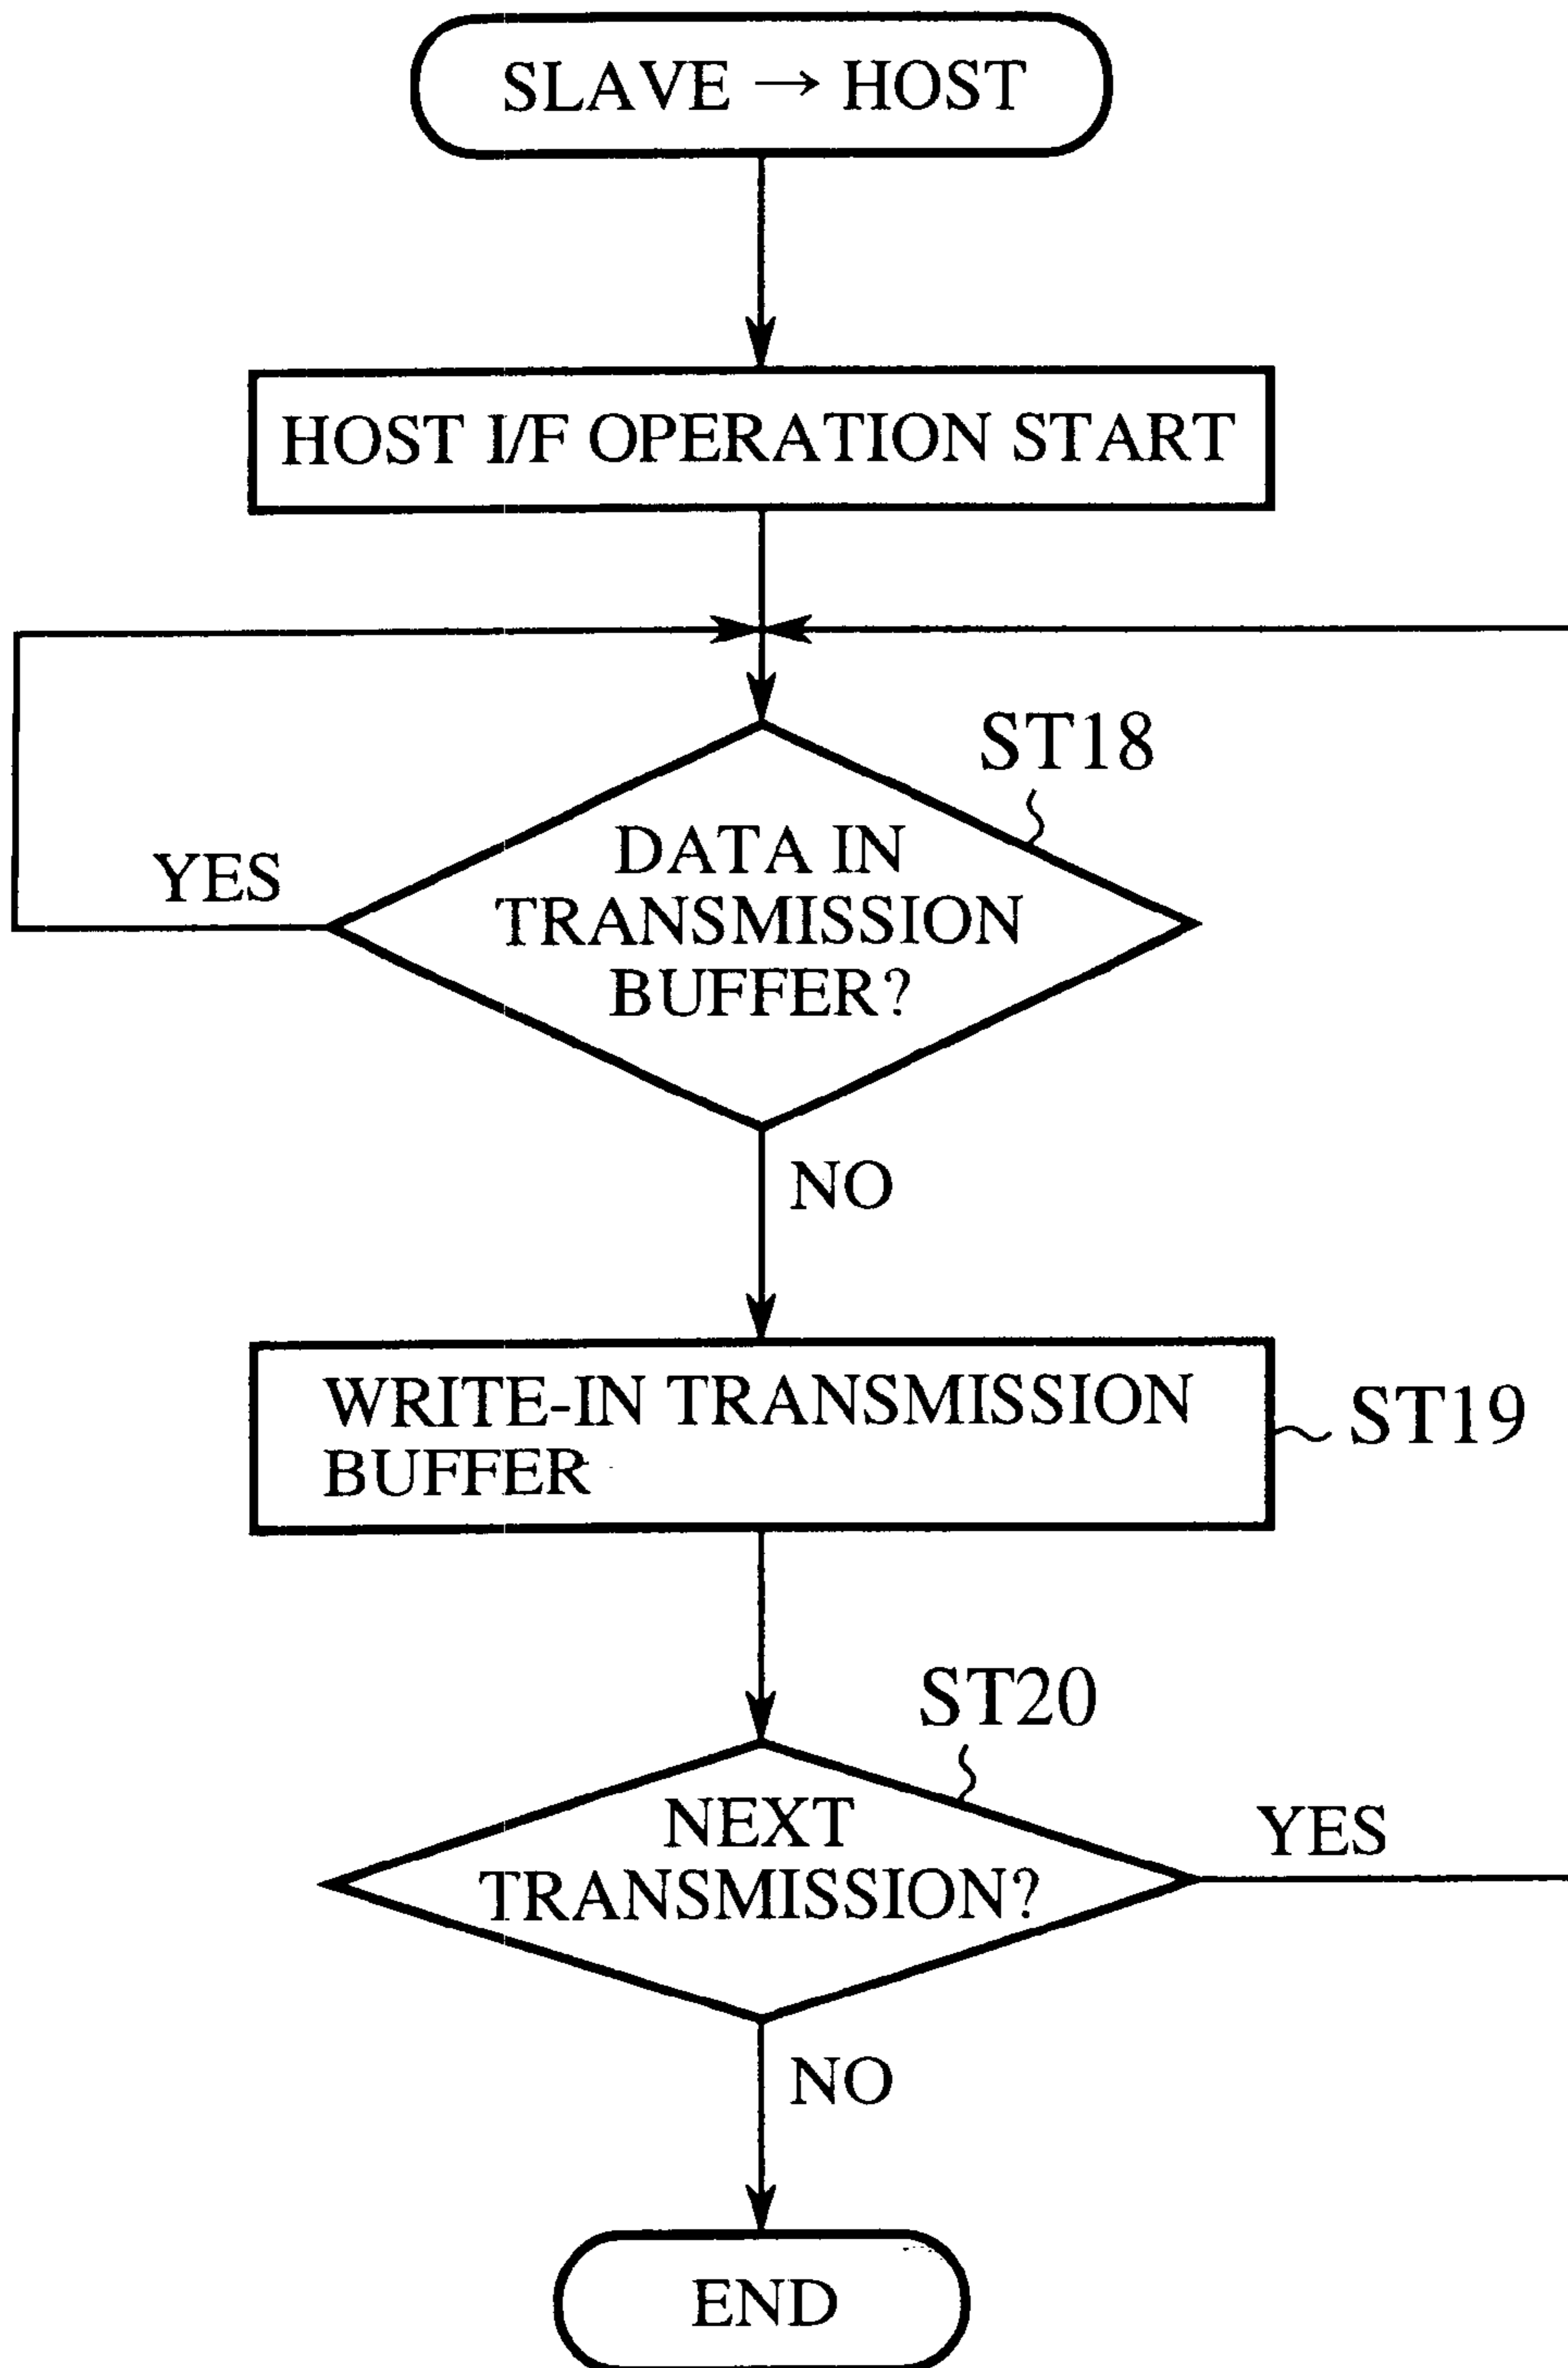 SLAVE → HOST
HOST I/F OPERATION START
ST18
DATA IN
TRANSMISSION
BUFFER?
YES
NO
WRITE-IN TRANSMISSION
BUFFER
ST19
ST20
NEXT
TRANSMISSION?
YES
NO
END